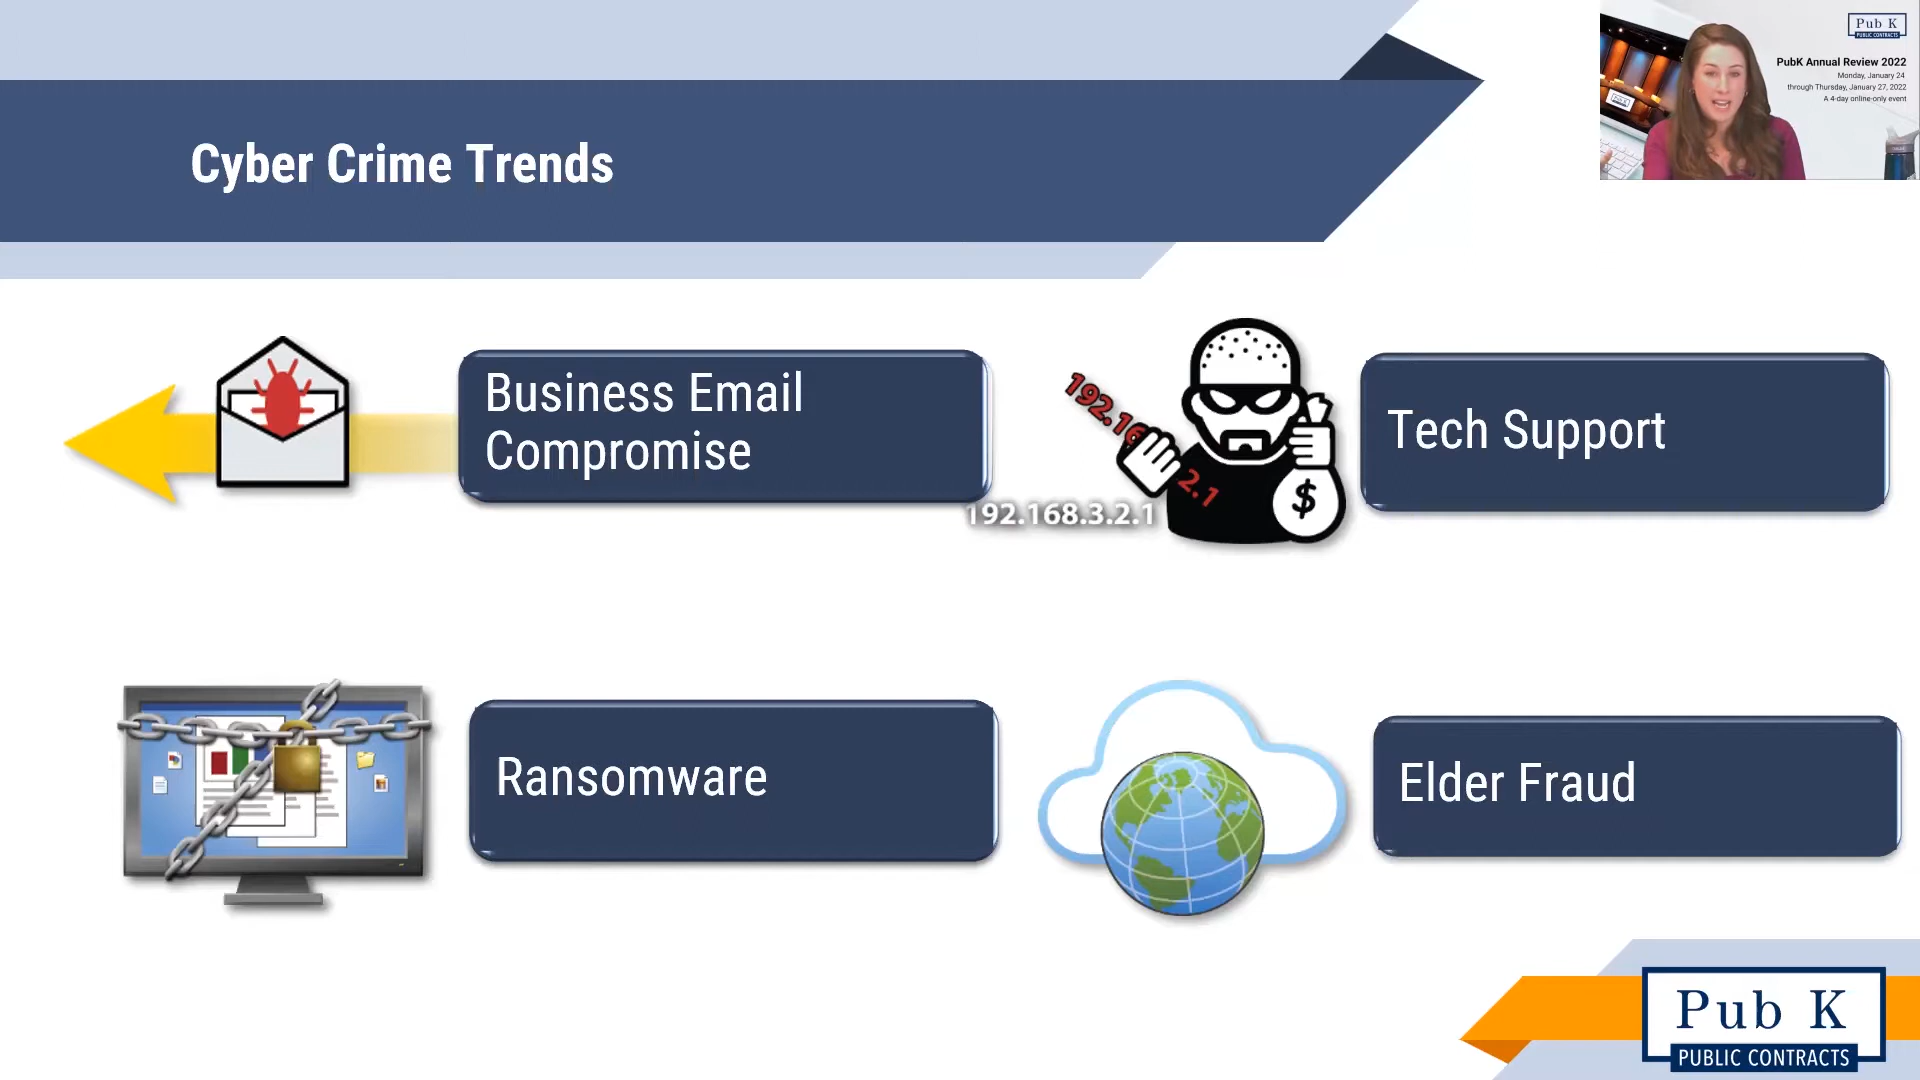 Cyber Crime Trends
Pub K
PUBLIC CONTRACTS
PubK Annual Review 2022
Monday, January 24
through Thursday, January 27, 2022
A 4-day online-only event
Business Email
Compromise
192.16
2.1
$
192.168.3.2.1
Tech Support
Ransomware
Elder Fraud
Pub K
PUBLIC CONTRACTS